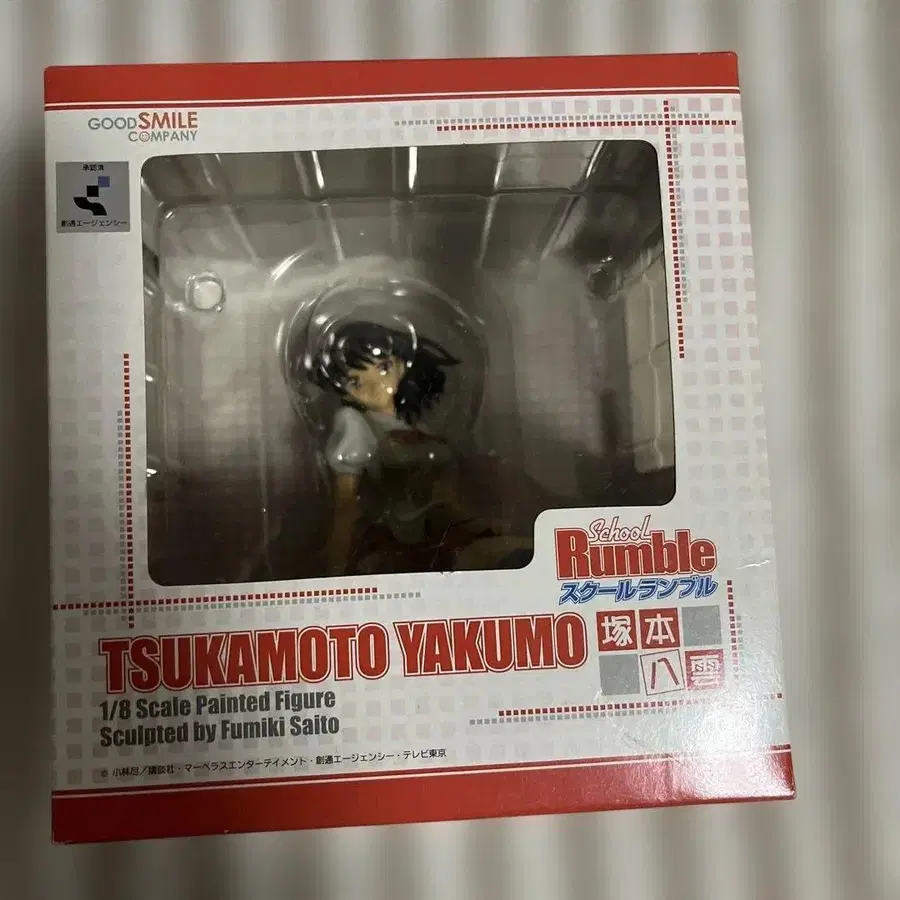 GOOD SMILE
COMPANY
承認済
創通エージェンシー
School
Rumble
スクールランブル
TSUKAMOTO YAKUMO
塚本
八雲
1/8 Scale Painted Figure
Sculpted by Fumiki Saito
© 小林尽／講談社・マーベラスエンターテイメント・創通エージェンシー・テレビ東京